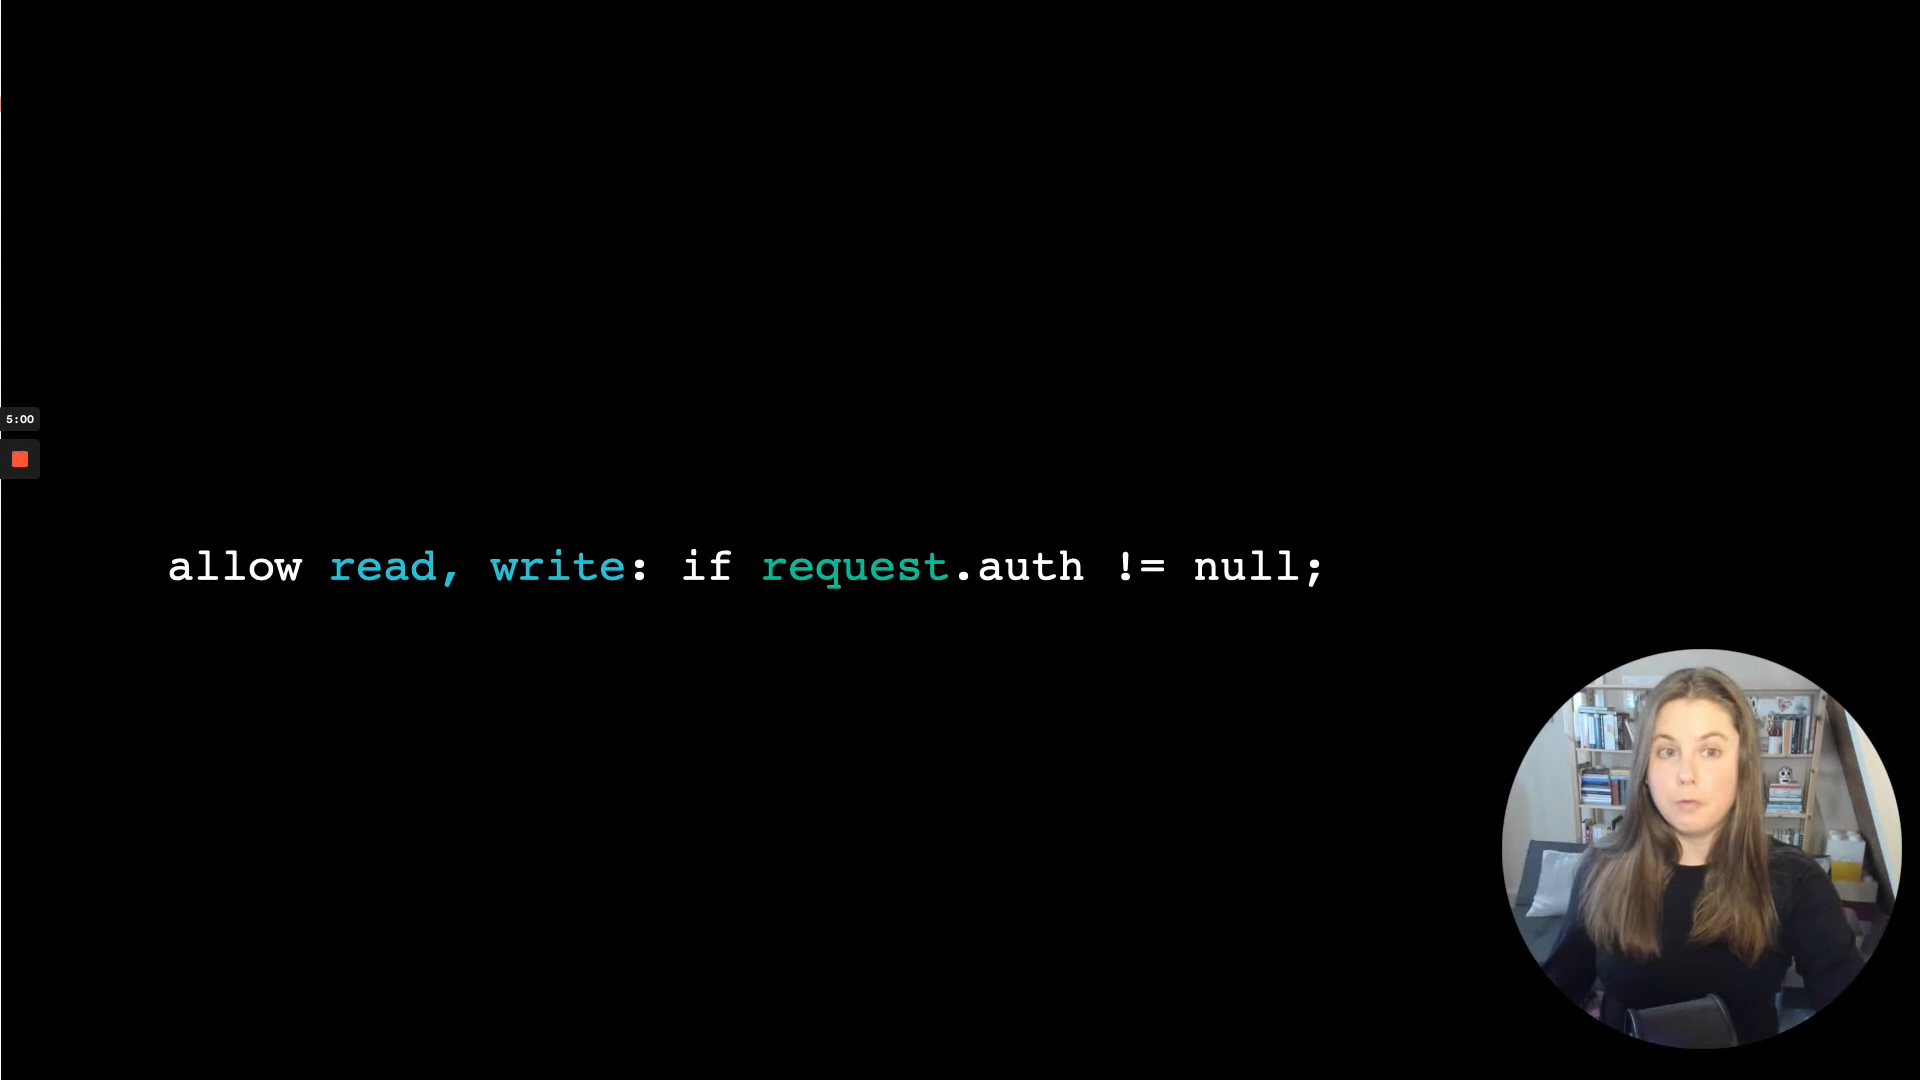 5:00
allow read, write: if request.auth != null;